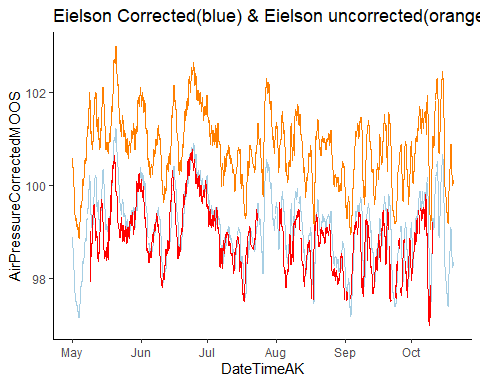 Eielson Corrected(blue) & Eielson uncorrected(orange
AirPressureCorrectedMOOS
102
100
98
May Jun Jul Aug Sep Oct
DateTimeAK